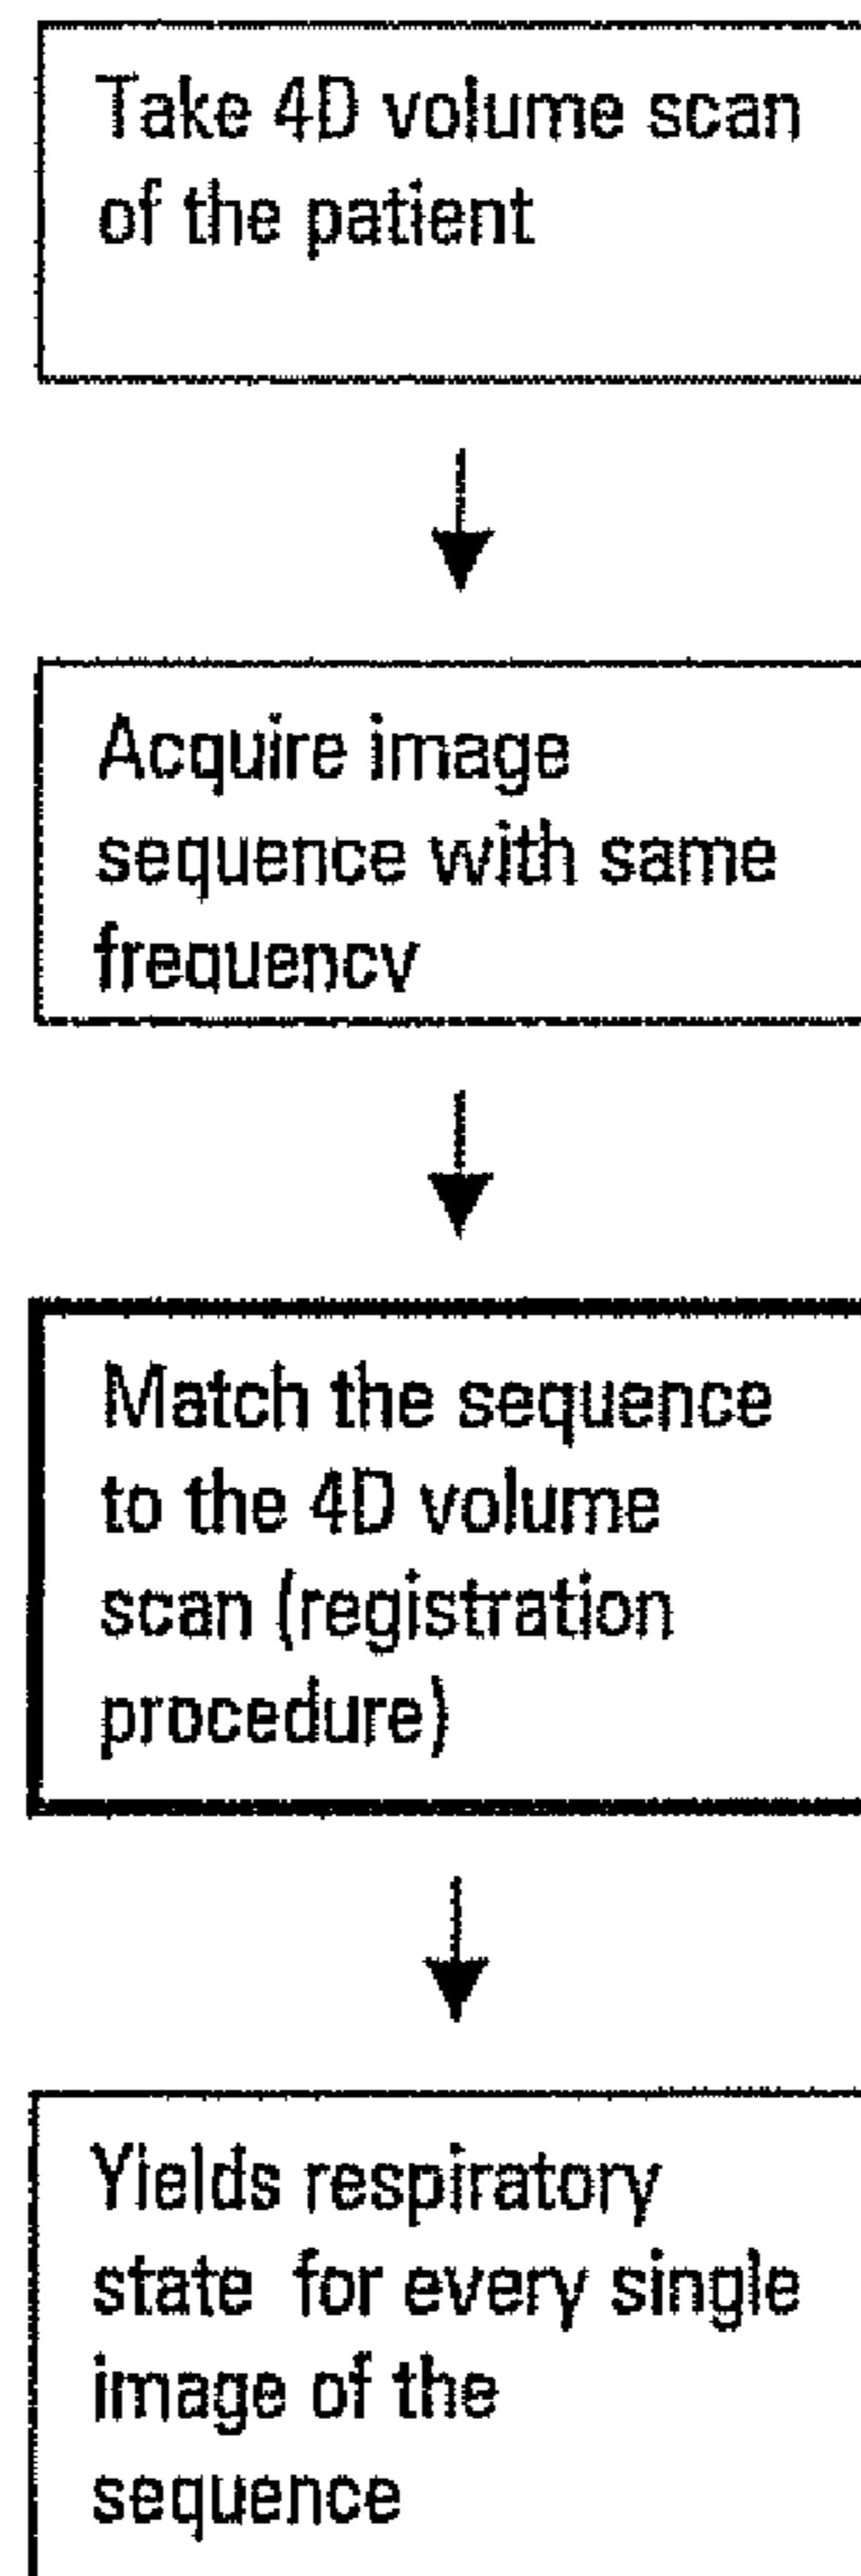 Take 4D volume scan
of the patient
Acquire image
sequence with same
frequency
Match the sequence
to the 4D volume
scan (registration
procedure)
Yields respiratory
state for every single
image of the
sequence